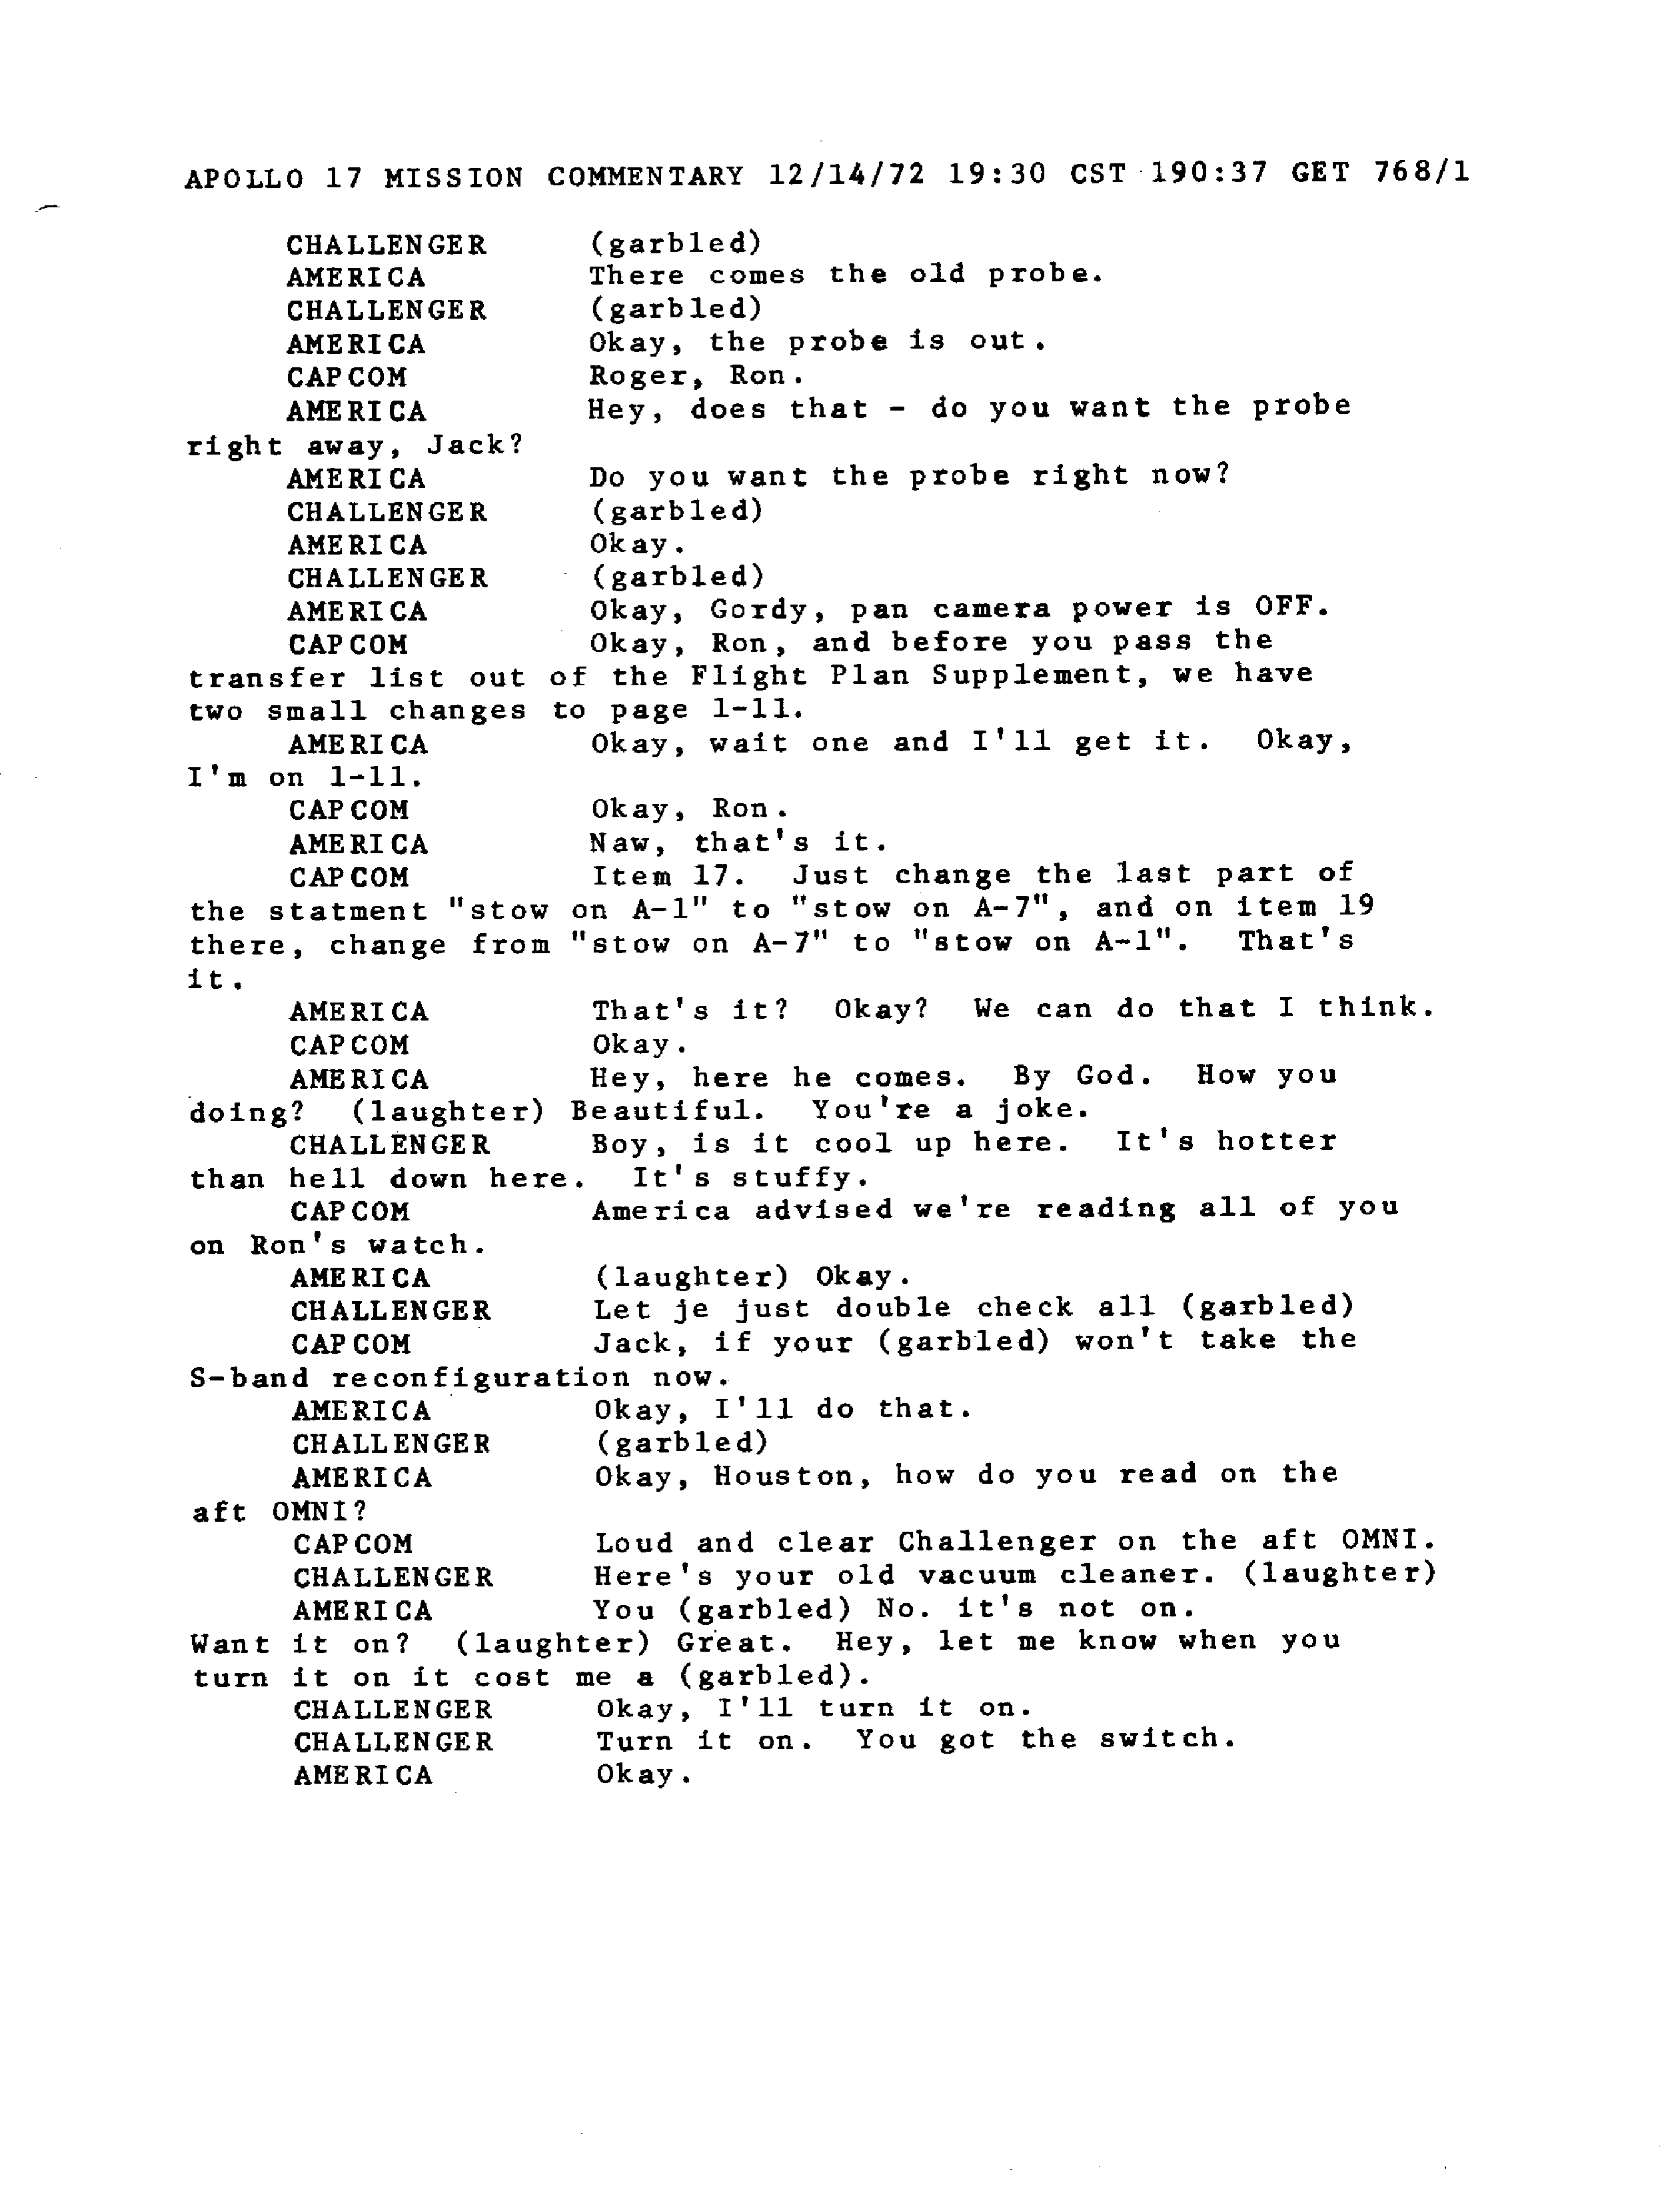 APOLLO 17 MISSION COMMENTARY 12/14/72 19:30 CST 190:37 GET 768/1
CHALLENGER (garbled)
AMERICA There comes the old probe.
CHALLENGER (garbled)
AMERICA Okay, the probe is out.
CAPCOM Roger, Ron.
AMERICA Hey, does that - do you want the probe
right away, Jack?
AMERICA Do you want the probe right now?
CHALLENGER (garbled)
AMERICA Okay.
CHALLENGER (garbled)
AMERICA Okay, Gordy, pan camera power is OFF.
CAPCOM Okay, Ron, and before you pass the
transfer list out of the Flight Plan Supplement, we have
two small changes to page 1-11.
AMERICA Okay, wait one and I'll get it. Okay,
I'm on 1-11.
CAPCOM Okay, Ron.
AMERICA Naw, that's it.
CAPCOM Item 17. Just change the last part of
the statment "stow on A-1" to "stow on A-7", and on item 19
there, change from "stow on A-7" to "stow on A-1". That's
it.
AMERICA That's it? Okay? We can do that I think.
CAPCOM Okay.
AMERICA Hey, here he comes. By God. How you
doing? (laughter) Beautiful. You're a joke.
CHALLENGER Boy, is it cool up here. It's hotter
than hell down here. It's stuffy.
CAPCOM America advised we're reading all of you
on Ron's watch.
AMERICA (laughter) Okay.
CHALLENGER Let je just double check all (garbled)
CAPCOM Jack, if your (garbled) won't take the
S-band reconfiguration now.
AMERICA Okay, I'll do that.
CHALLENGER (garbled)
AMERICA Okay, Houston, how do you read on the
aft OMNI?
CAPCOM Loud and clear Challenger on the aft OMNI.
CHALLENGER Here's your old vacuum cleaner. (laughter)
AMERICA You (garbled) No. it's not on.
Want it on? (laughter) Great. Hey, let me know when you
turn it on it cost me a (garbled).
CHALLENGER Okay, I'll turn it on.
CHALLENGER Turn it on. You got the switch.
AMERICA Okay.